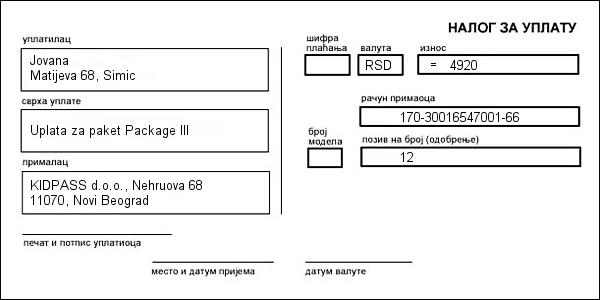 НАЛОГ ЗА УПЛАТУ
уплатилац
Jovana
Matijeva 68, Simic
сврха уплате
Uplata za paket Package III
прималац
KIDPASS d.o.o., Nehruova 68
11070, Novi Beograd
печат и потпис уплатиоца
место и датум пријема
шифра
плаћања
валута
износ
RSD
= 4920
рачун примаоца
170-30016547001-66
број
модела
позив на број (одобрење)
12
датум валуте